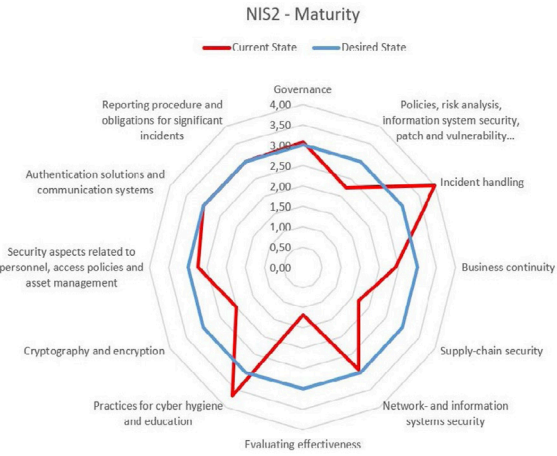 NIS2 - Maturity
Current State
Desired State
Governance
Reporting procedure and
obligations for significant
incidents
Policies, risk analysis,
information system security,
patch and vulnerability...
Authentication solutions and
communication systems
Incident handling
Security aspects related to
personnel, access policies and
asset management
Business continuity
Cryptography and encryption
Supply-chain security
Practices for cyber hygiene
and education
Network- and information
systems security
Evaluating effectiveness
4,00
3,50
3,00
2,50
2,00
1,50
1,00
0,50
0,00